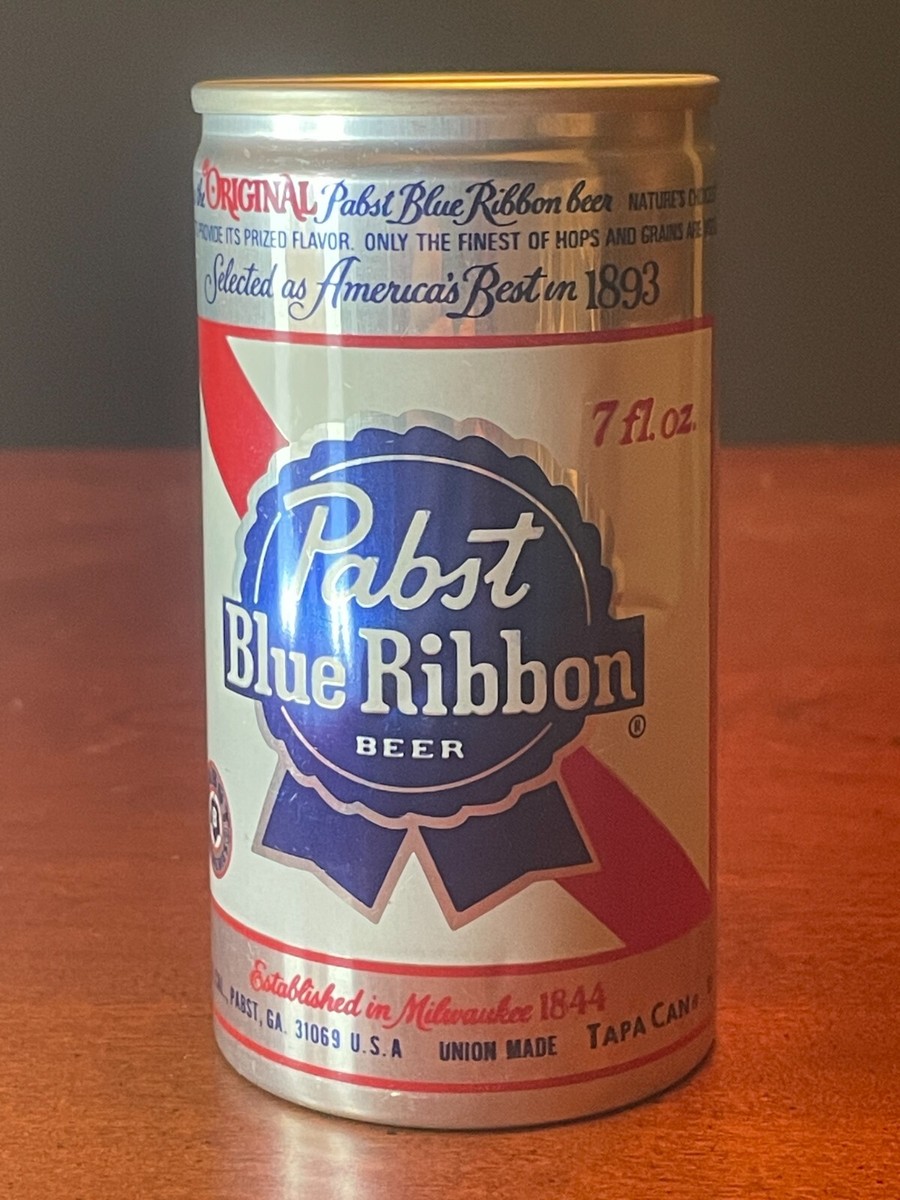 the ORIGINAL Pabst Blue Ribbon beer NATURE'S
PROVIDE ITS PRIZED FLAVOR. ONLY THE FINEST OF HOPS AND GRAINS ARE
Selected as America's Best in 1893
7 fl. oz.
Pabst
Blue Ribbon
BEER
®
Established in Milwaukee 1844
PABST, GA. 31069 U.S.A UNION MADE TAPA CAN